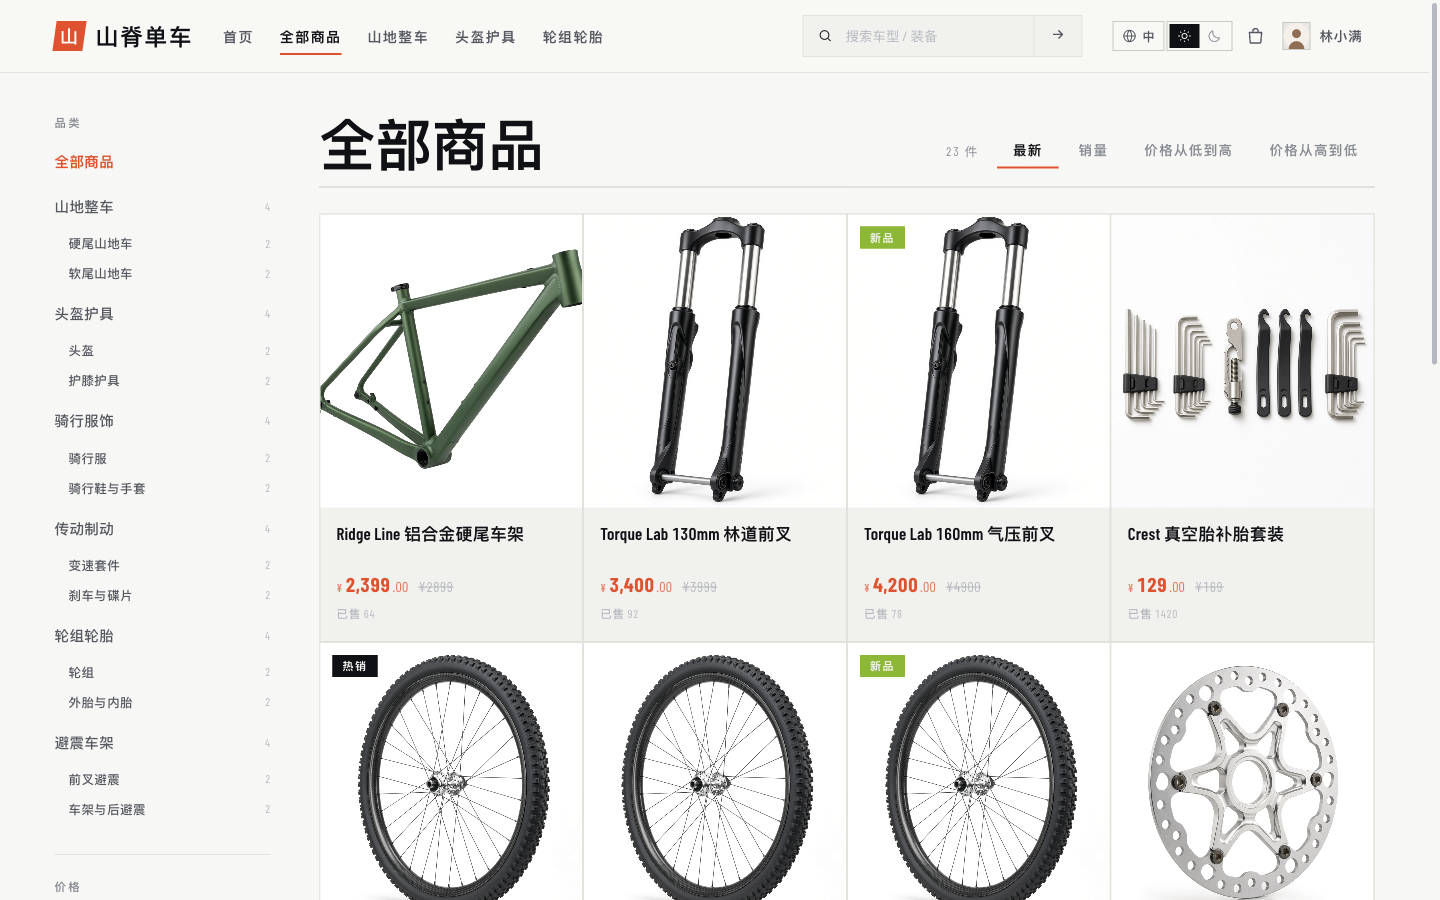 山 山脊单车 首页 全部商品 山地整车 头盔护具 轮组轮胎 搜索车型 / 装备 中 林小满
品类
全部商品
山地整车 4
硬尾山地车 2
软尾山地车 2
头盔护具 4
头盔 2
护膝护具 2
骑行服饰 4
骑行服 2
骑行鞋与手套 2
传动制动 4
变速套件 2
刹车与碟片 2
轮组轮胎 4
轮组 2
外胎与内胎 2
避震车架 4
前叉避震 2
车架与后避震 2
价格
全部商品
23 件 最新 销量 价格从低到高 价格从高到低
Ridge Line 铝合金硬尾车架
¥ 2,399.00 ¥2899
已售 64
Torque Lab 130mm 林道前叉
¥ 3,400.00 ¥3999
已售 92
新品
Torque Lab 160mm 气压前叉
¥ 4,200.00 ¥4900
已售 78
Crest 真空胎补胎套装
¥ 129.00 ¥169
已售 1420
热销
新品